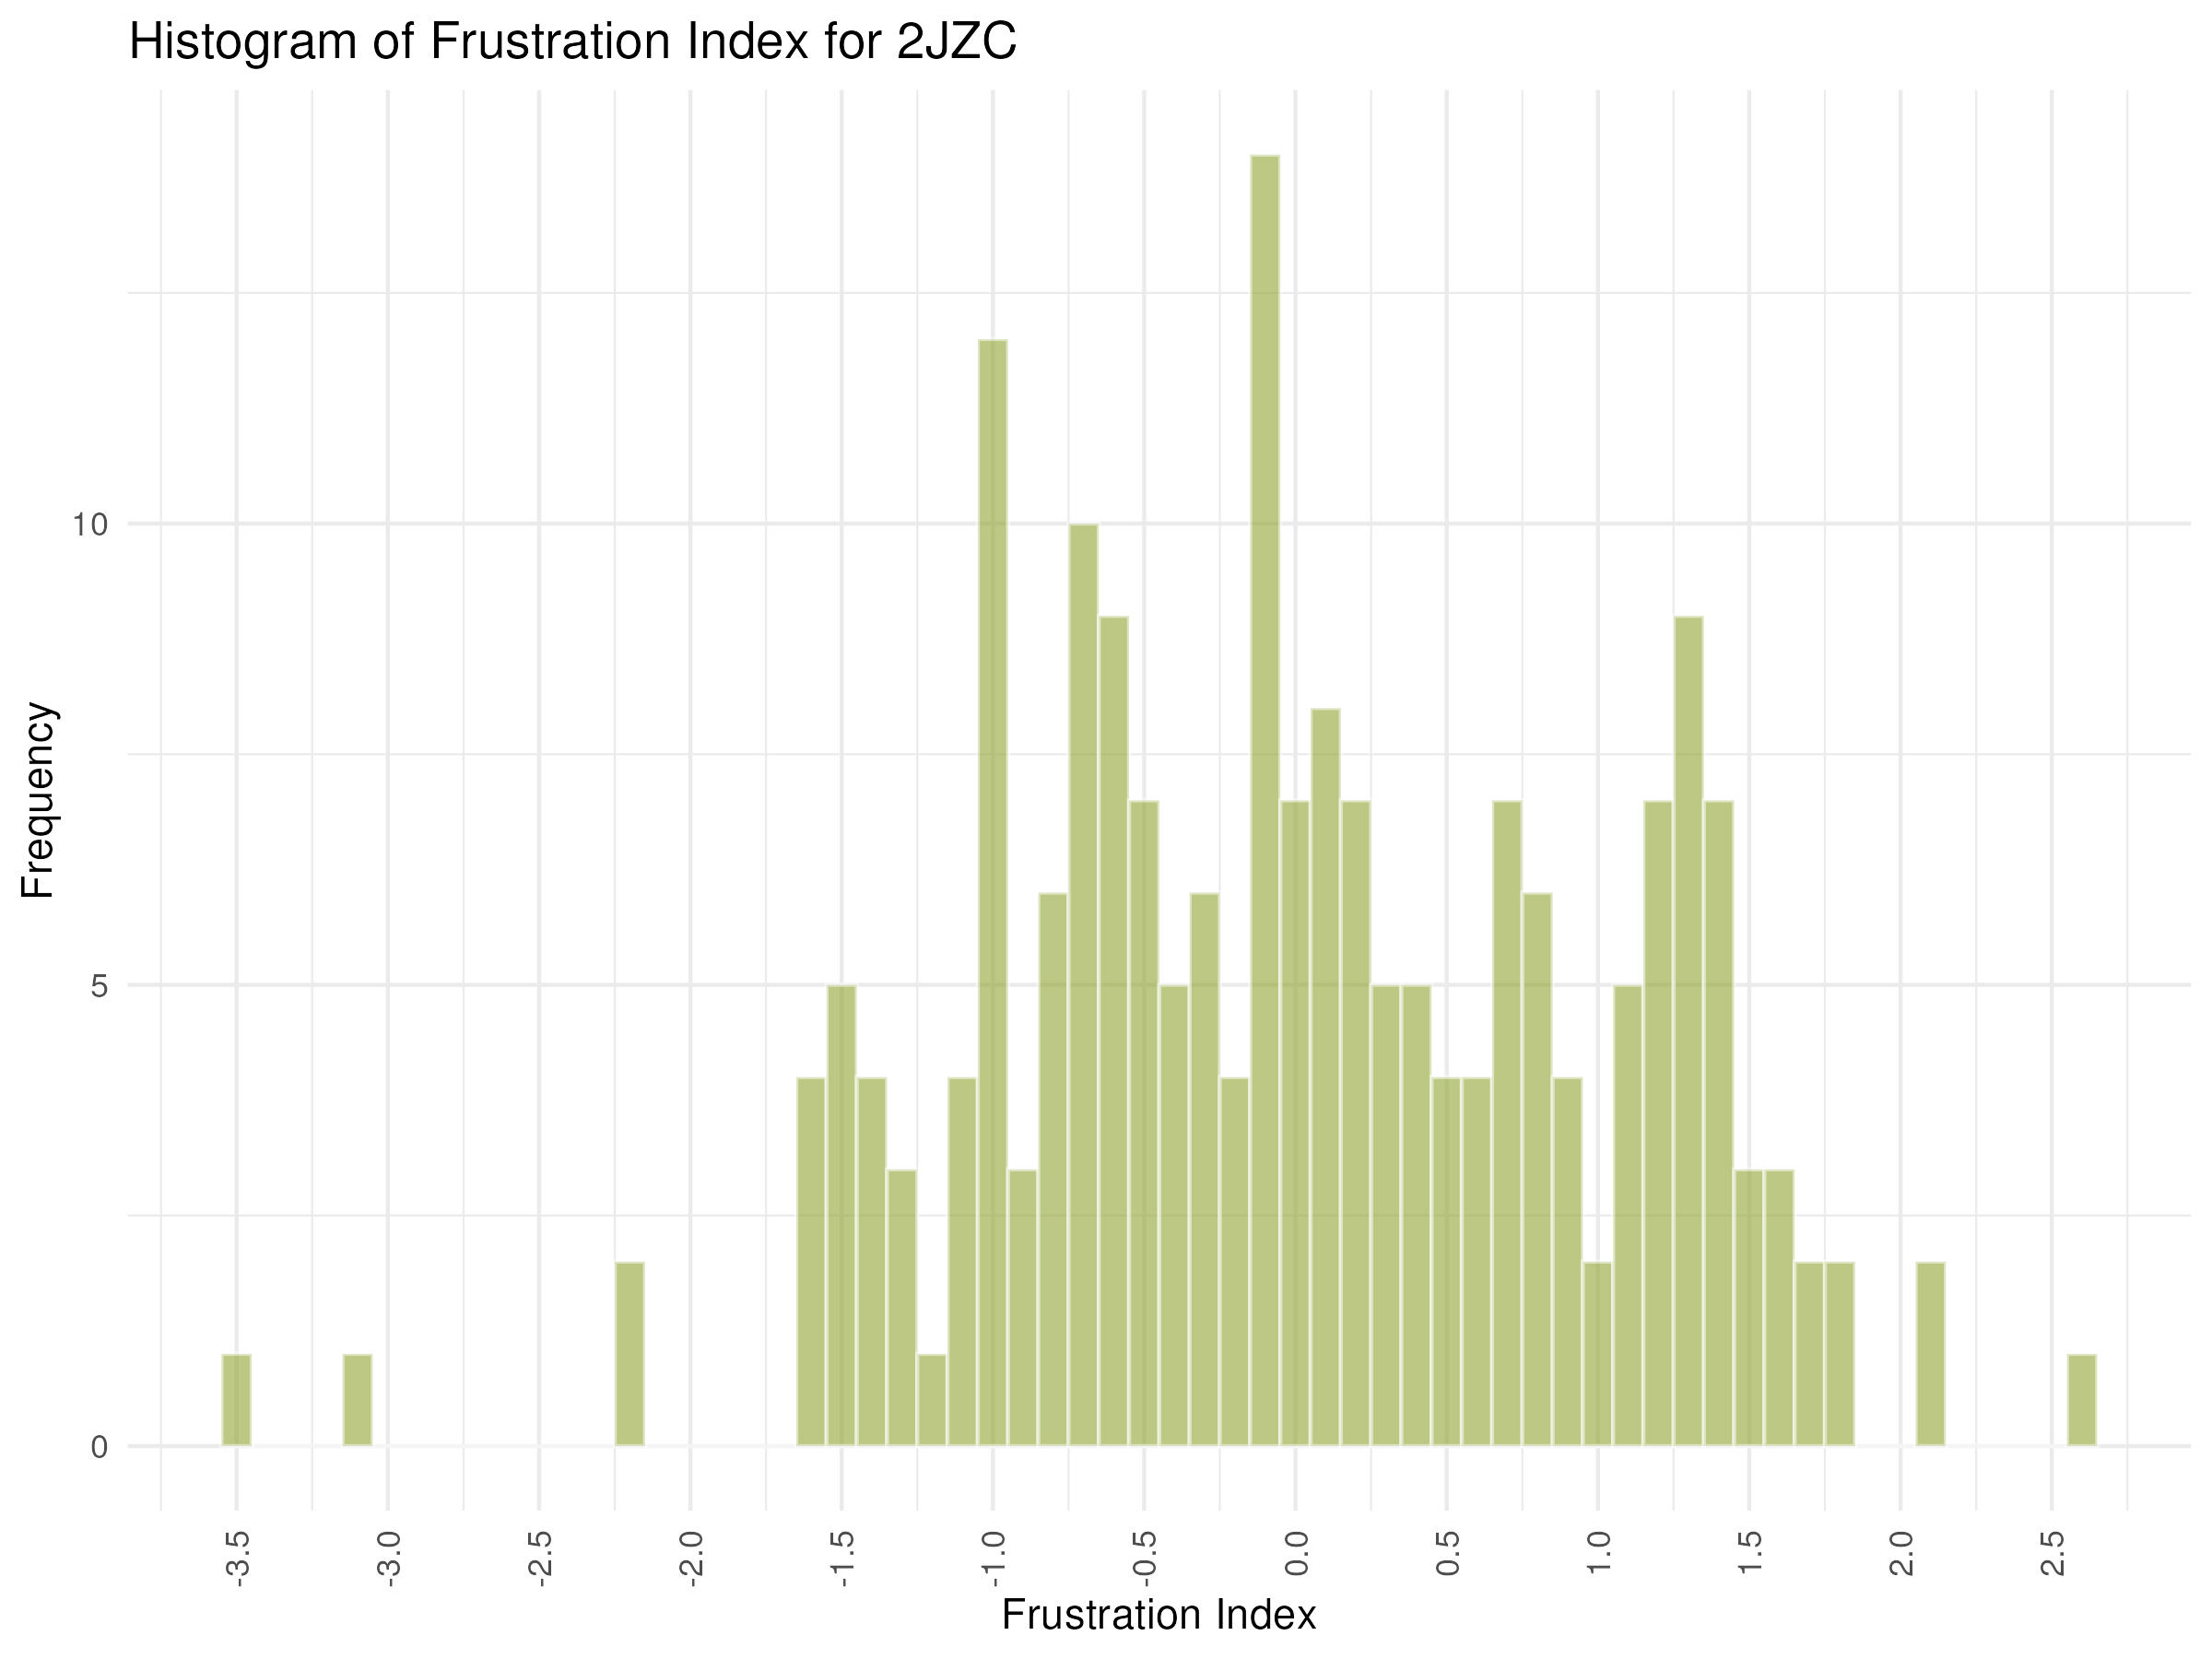 Histogram of Frustration Index for 2JZC
Frequency
10
5
0
-3.5 -3.0 -2.5 -2.0 -1.5 -1.0 -0.5 0.0 0.5 1.0 1.5 2.0 2.5
Frustration Index